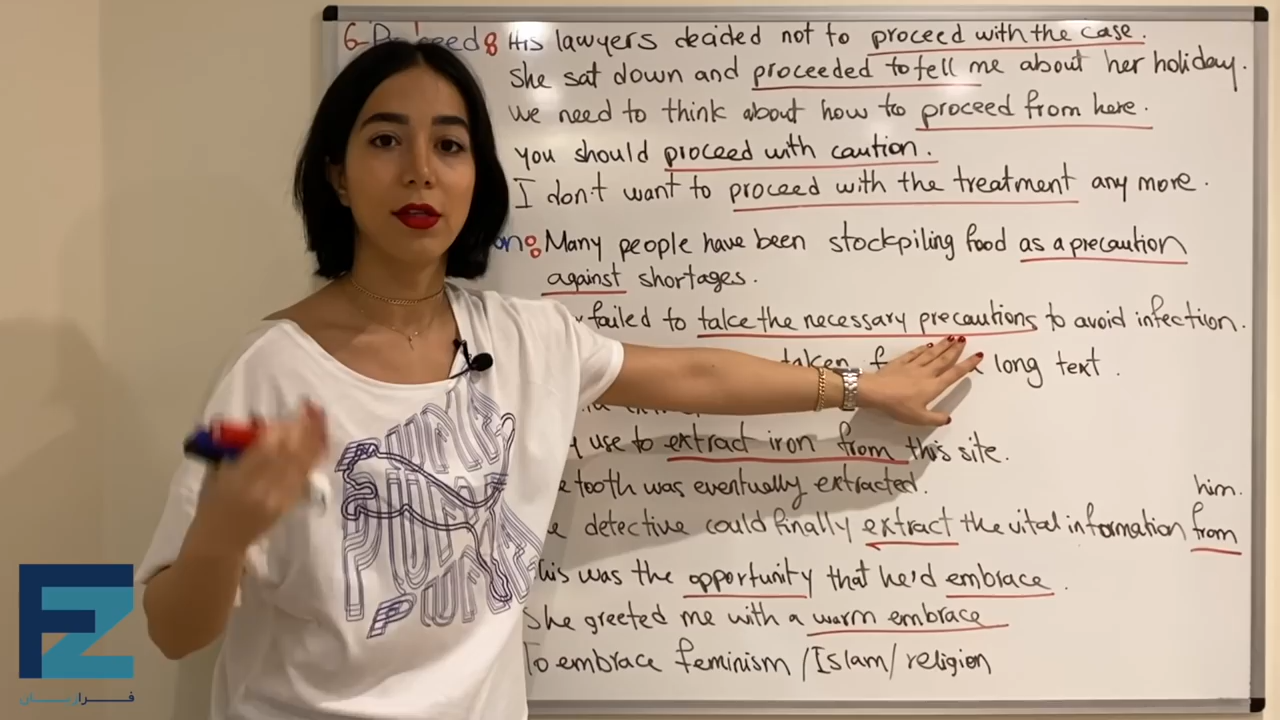 6- Proceed: His lawyers decided not to proceed with the case.
She sat down and proceeded to tell me about her holiday.
We need to think about how to proceed from here.
you should proceed with caution.
I don't want to proceed with the treatment any more.
on: Many people have been stockpiling food as a precaution
against shortages.
failed to take the necessary precautions to avoid infection.
taken long text.
use to extract iron from this site.
tooth was eventually extracted.
him.
detective could finally extract the vital information from
This was the opportunity that he'd embrace.
She greeted me with a warm embrace
To embrace feminism / Islam / religion
PUMA
FZ
فرازبان